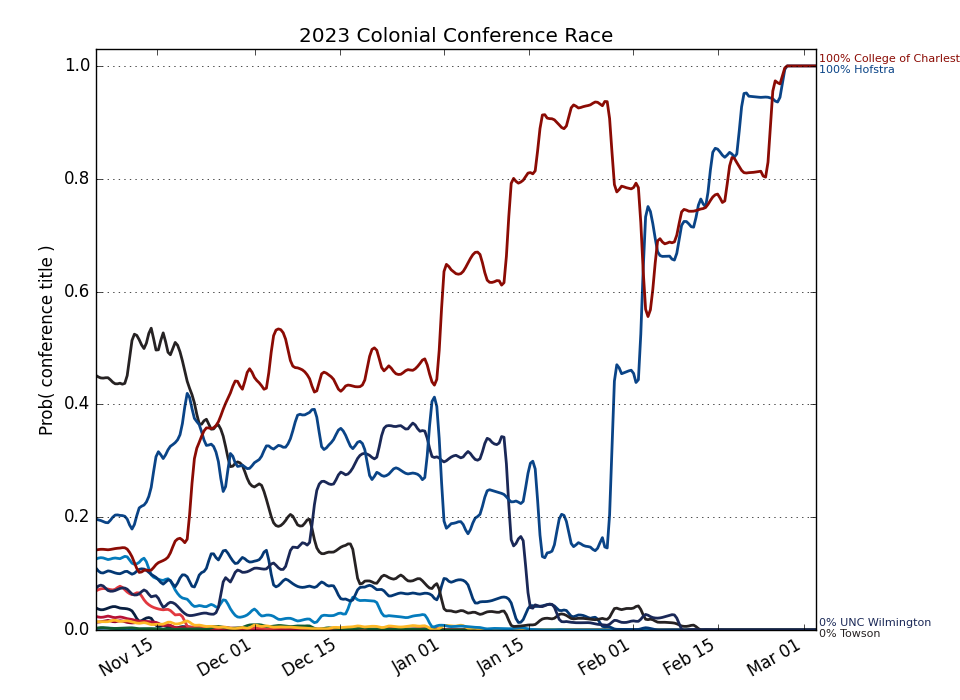 2023 Colonial Conference Race
1.0
0.8
0.6
0.4
0.2
0.0
Prob( conference title )
Nov 15
Dec 01
Dec 15
Jan 01
Jan 15
Feb 01
Feb 15
Mar 01
100% College of Charlest
100% Hofstra
0% UNC Wilmington
0% Towson